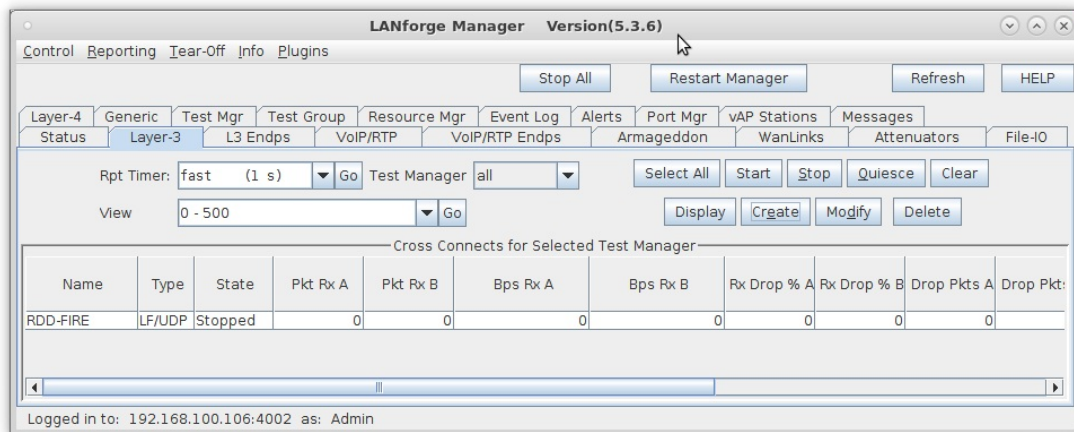 LANforge Manager Version(5.3.6)
Control Reporting Tear-Off Info Plugins
Stop All Restart Manager Refresh HELP
Layer-4 Generic Test Mgr Test Group Resource Mgr Event Log Alerts Port Mgr vAP Stations Messages
Status Layer-3 L3 Endps VoIP/RTP VoIP/RTP Endps Armageddon WanLinks Attenuators File-IO
Rpt Timer: fast (1 s) Go Test Manager all Select All Start Stop Quiesce Clear
View 0 - 500 Go Display Create Modify Delete
Cross Connects for Selected Test Manager
Name Type State Pkt Rx A Pkt Rx B Bps Rx A Bps Rx B Rx Drop % A Rx Drop % B Drop Pkts A Drop Pkts
RDD-FIRE LF/UDP Stopped 0 0 0 0 0 0 0
Logged in to: 192.168.100.106:4002 as: Admin